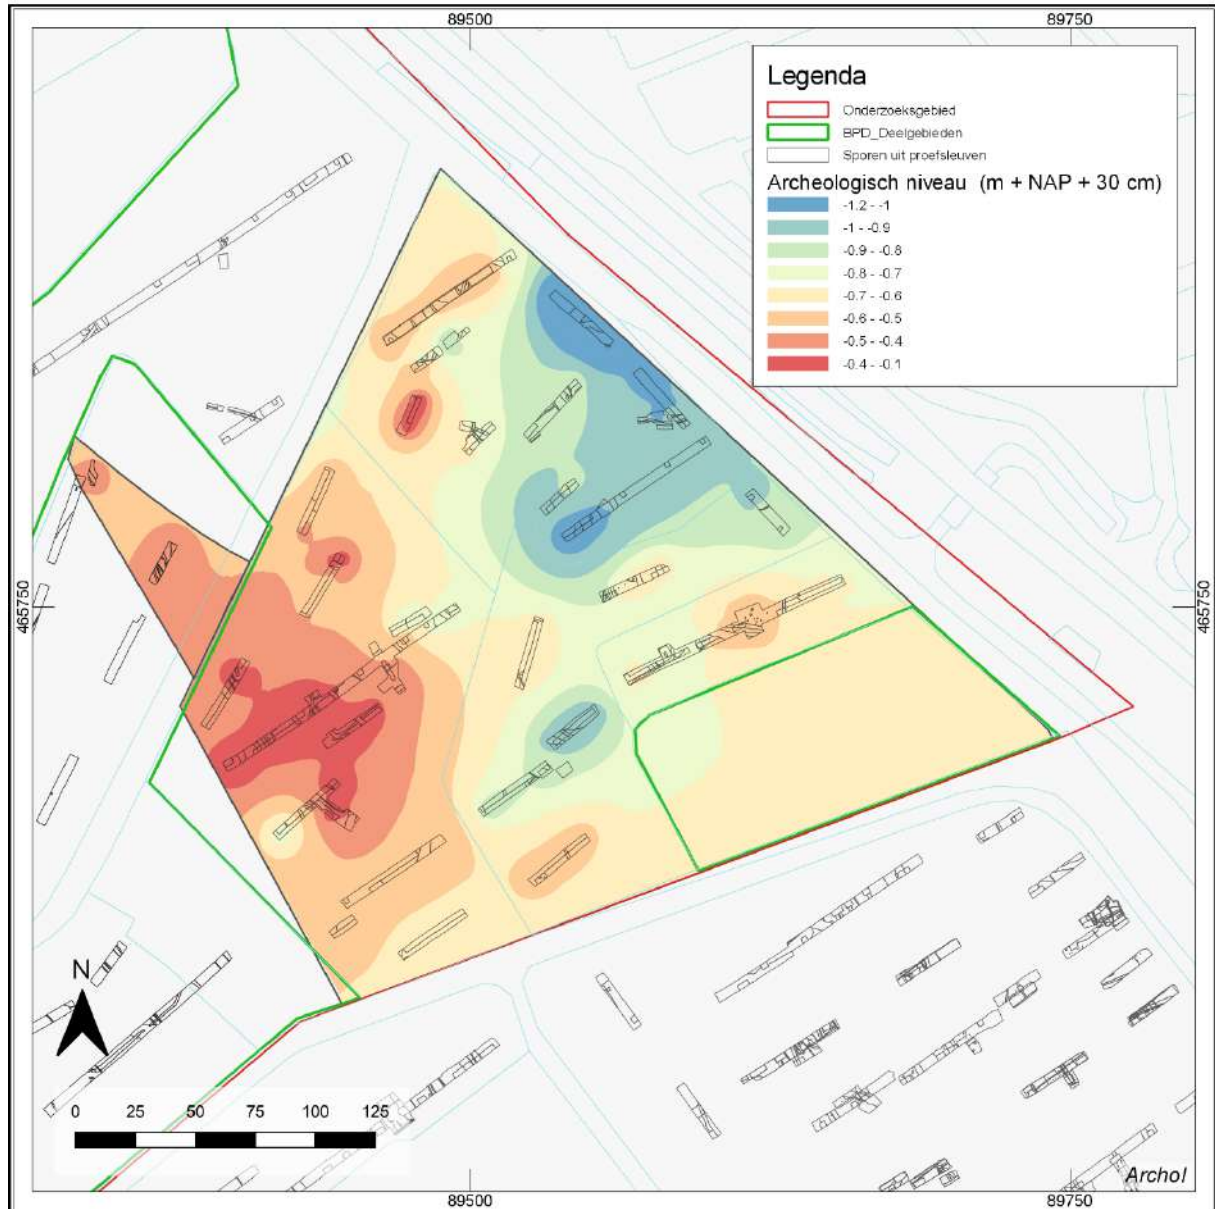 89500 89750
Legenda
Onderzoeksgebied
BPD_Deelgebieden
Sporen uit proefsleuven
Archeologisch niveau (m + NAP + 30 cm)
-1.2 - -1
-1 - -0.9
-0.9 - -0.8
-0.8 - -0.7
-0.7 - -0.6
-0.6 - -0.5
-0.5 - -0.4
-0.4 - -0.1
465750 465750
N
0 25 50 75 100 125
Archol
89500 89750